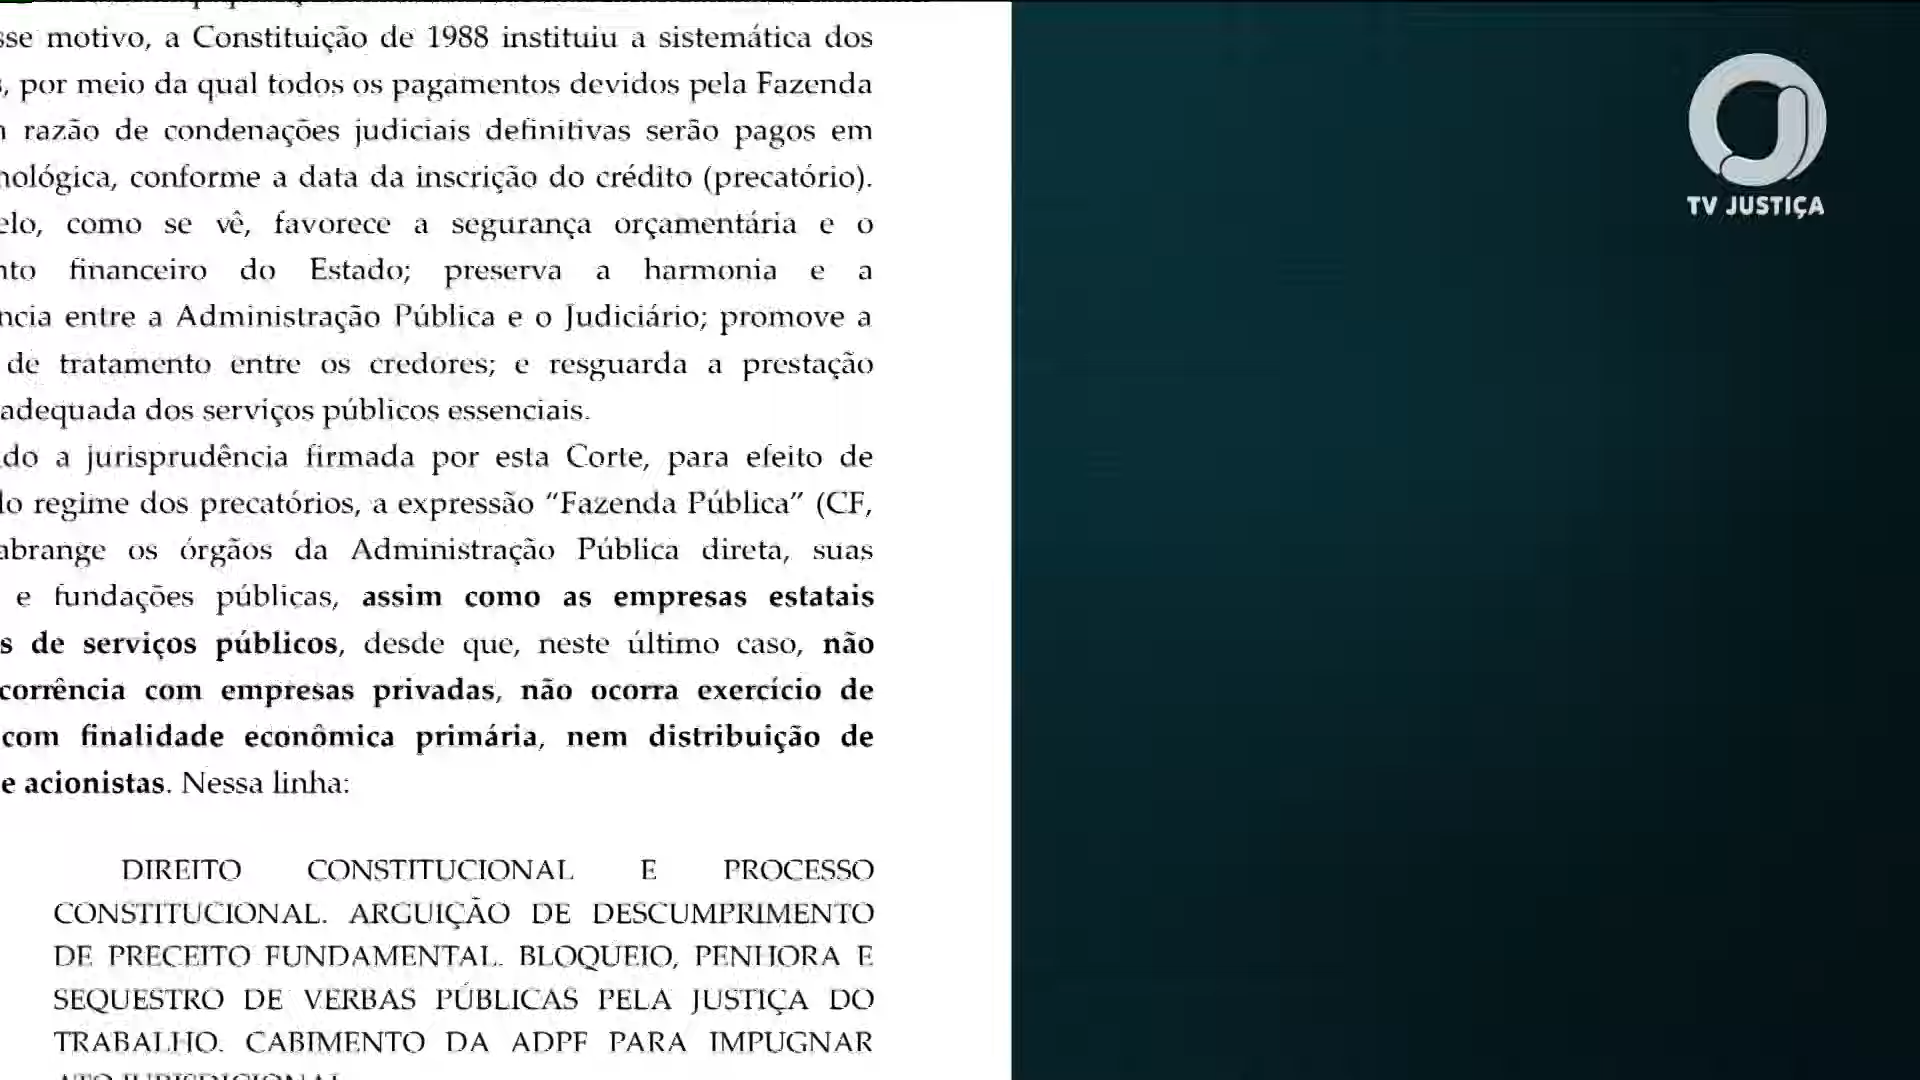 sse motivo, a Constituição de 1988 instituiu a sistemática dos
, por meio da qual todos os pagamentos devidos pela Fazenda
razão de condenações judiciais definitivas serão pagos em
nológica, conforme a data da inscrição do crédito (precatório).
elo, como se vê, favorece a segurança orçamentária e o
nto financeiro do Estado; preserva a harmonia e a
ncia entre a Administração Pública e o Judiciário; promove a
de tratamento entre os credores; e resguarda a prestação
adequada dos serviços públicos essenciais.
do a jurisprudência firmada por esta Corte, para efeito de
lo regime dos precatórios, a expressão “Fazenda Pública” (CF,
abrange os órgãos da Administração Pública direta, suas
e fundações públicas, assim como as empresas estatais
s de serviços públicos, desde que, neste último caso, não
corrência com empresas privadas, não ocorra exercício de
com finalidade econômica primária, nem distribuição de
e acionistas. Nessa linha:
DIREITO CONSTITUCIONAL E PROCESSO
CONSTITUCIONAL. ARGUIÇÃO DE DESCUMPRIMENTO
DE PRECEITO FUNDAMENTAL. BLOQUEIO, PENHORA E
SEQUESTRO DE VERBAS PÚBLICAS PELA JUSTIÇA DO
TRABALHO. CABIMENTO DA ADPF PARA IMPUGNAR
ATO JURISDICIONAL
TV JUSTIÇA